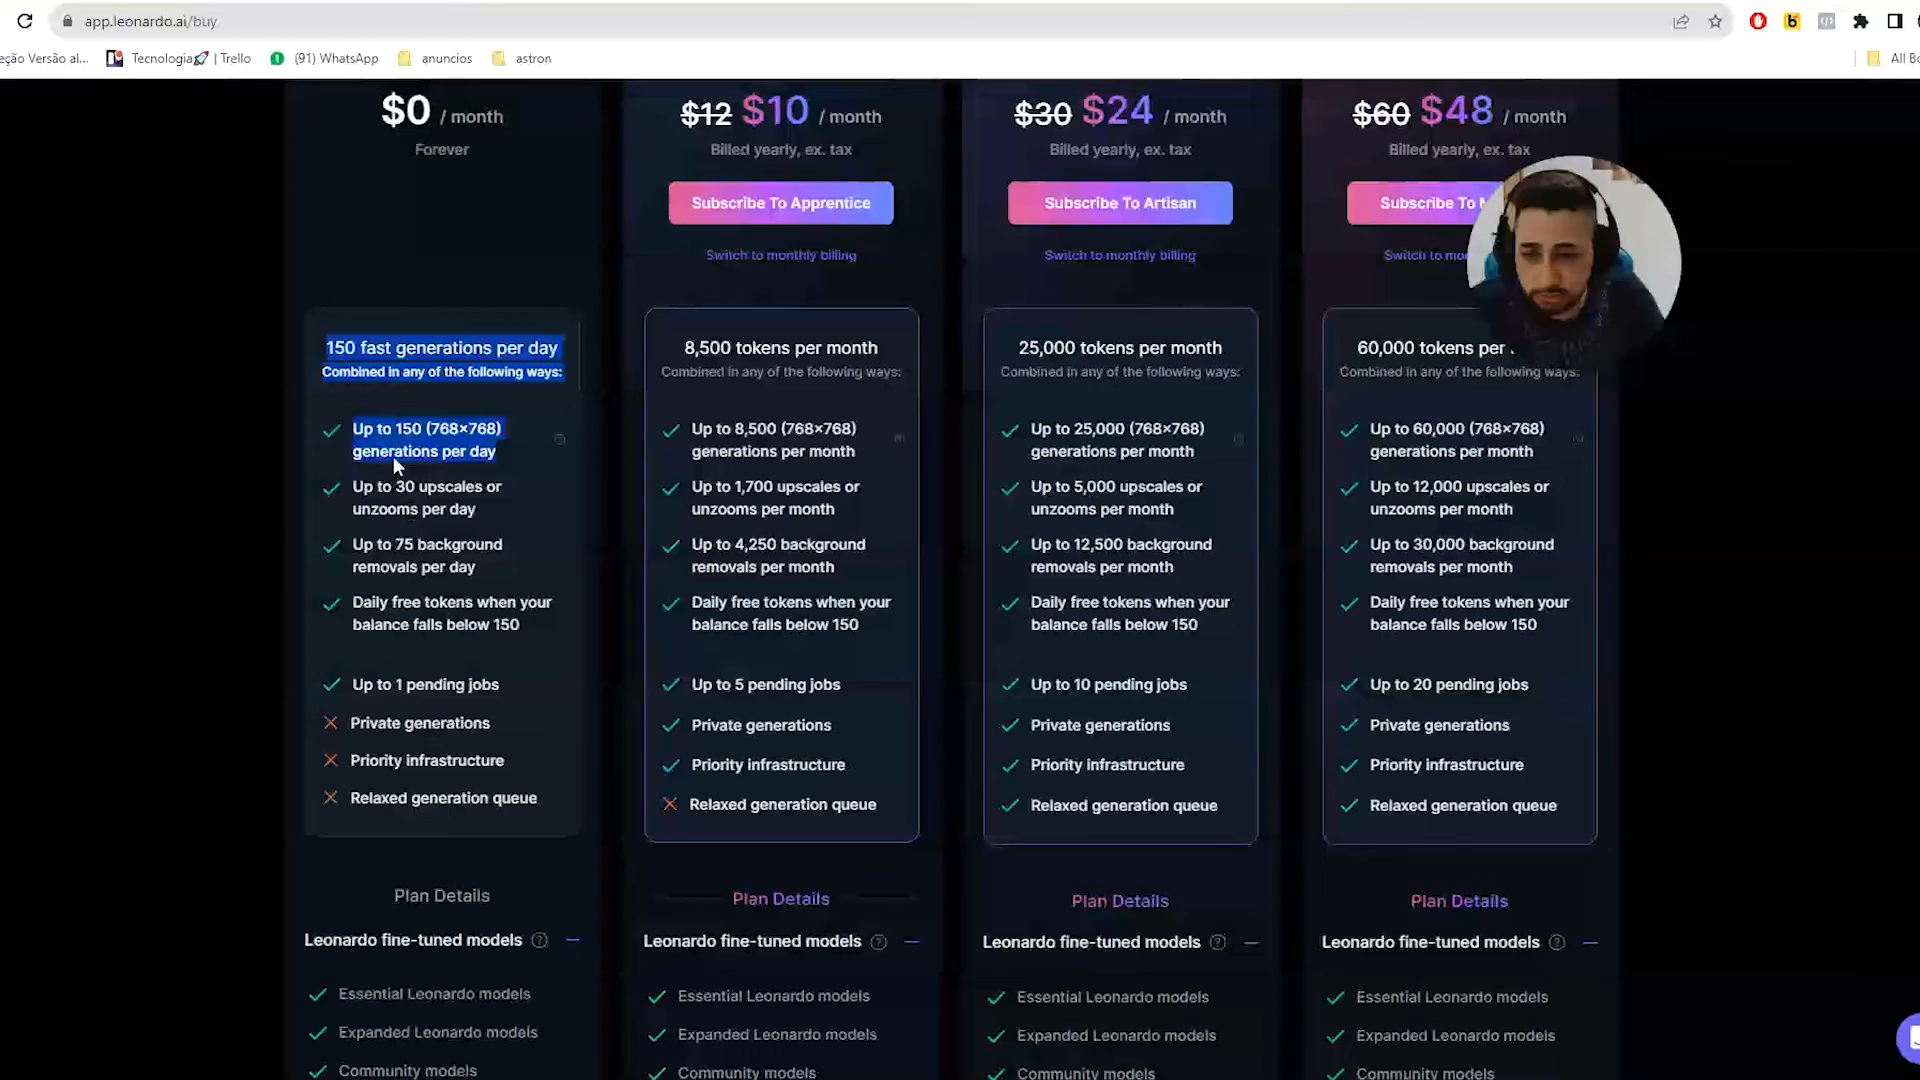 app.leonardo.ai/buy
eção Versão al...
Tecnologia🚀 | Trello
(91) WhatsApp
anuncios
astron
All Bo
$0 / month
Forever
$12 $10 / month
Billed yearly, ex. tax
Subscribe To Apprentice
Switch to monthly billing
$30 $24 / month
Billed yearly, ex. tax
Subscribe To Artisan
Switch to monthly billing
$60 $48 / month
Billed yearly, ex. tax
Subscribe To
Switch to
150 fast generations per day
Combined in any of the following ways:
Up to 150 (768×768)
generations per day
Up to 30 upscales or
unzooms per day
Up to 75 background
removals per day
Daily free tokens when your
balance falls below 150
Up to 1 pending jobs
Private generations
Priority infrastructure
Relaxed generation queue
Plan Details
Leonardo fine-tuned models
Essential Leonardo models
Expanded Leonardo models
Community models
8,500 tokens per month
Combined in any of the following ways:
Up to 8,500 (768×768)
generations per month
Up to 1,700 upscales or
unzooms per month
Up to 4,250 background
removals per month
Daily free tokens when your
balance falls below 150
Up to 5 pending jobs
Private generations
Priority infrastructure
Relaxed generation queue
Plan Details
Leonardo fine-tuned models
Essential Leonardo models
Expanded Leonardo models
Community models
25,000 tokens per month
Combined in any of the following ways:
Up to 25,000 (768×768)
generations per month
Up to 5,000 upscales or
unzooms per month
Up to 12,500 background
removals per month
Daily free tokens when your
balance falls below 150
Up to 10 pending jobs
Private generations
Priority infrastructure
Relaxed generation queue
Plan Details
Leonardo fine-tuned models
Essential Leonardo models
Expanded Leonardo models
Community models
60,000 tokens per
Combined in any of the following ways:
Up to 60,000 (768×768)
generations per month
Up to 12,000 upscales or
unzooms per month
Up to 30,000 background
removals per month
Daily free tokens when your
balance falls below 150
Up to 20 pending jobs
Private generations
Priority infrastructure
Relaxed generation queue
Plan Details
Leonardo fine-tuned models
Essential Leonardo models
Expanded Leonardo models
Community models